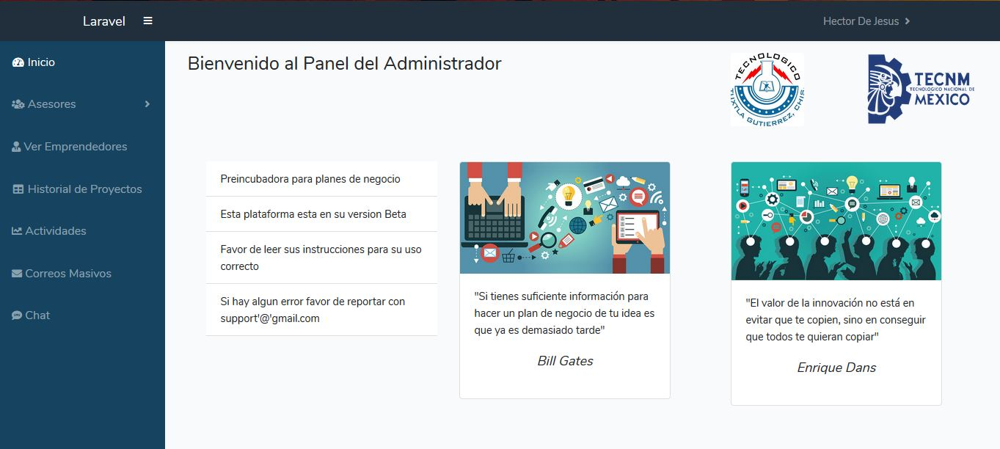 Laravel
Hector De Jesus
Inicio
Asesores
Ver Emprendedores
Historial de Proyectos
Actividades
Correos Masivos
Chat
Bienvenido al Panel del Administrador
TECNOLOGICO
TUXTLA GUTIERREZ, CHIS.
TECNM
TECNOLÓGICO NACIONAL DE
MÉXICO
Preincubadora para planes de negocio
Esta plataforma esta en su version Beta
Favor de leer sus instrucciones para su uso
correcto
Si hay algun error favor de reportar con
support'@'gmail.com
"Si tienes suficiente información para
hacer un plan de negocio de tu idea es
que ya es demasiado tarde"
Bill Gates
"El valor de la innovación no está en
evitar que te copien, sino en conseguir
que todos te quieran copiar"
Enrique Dans